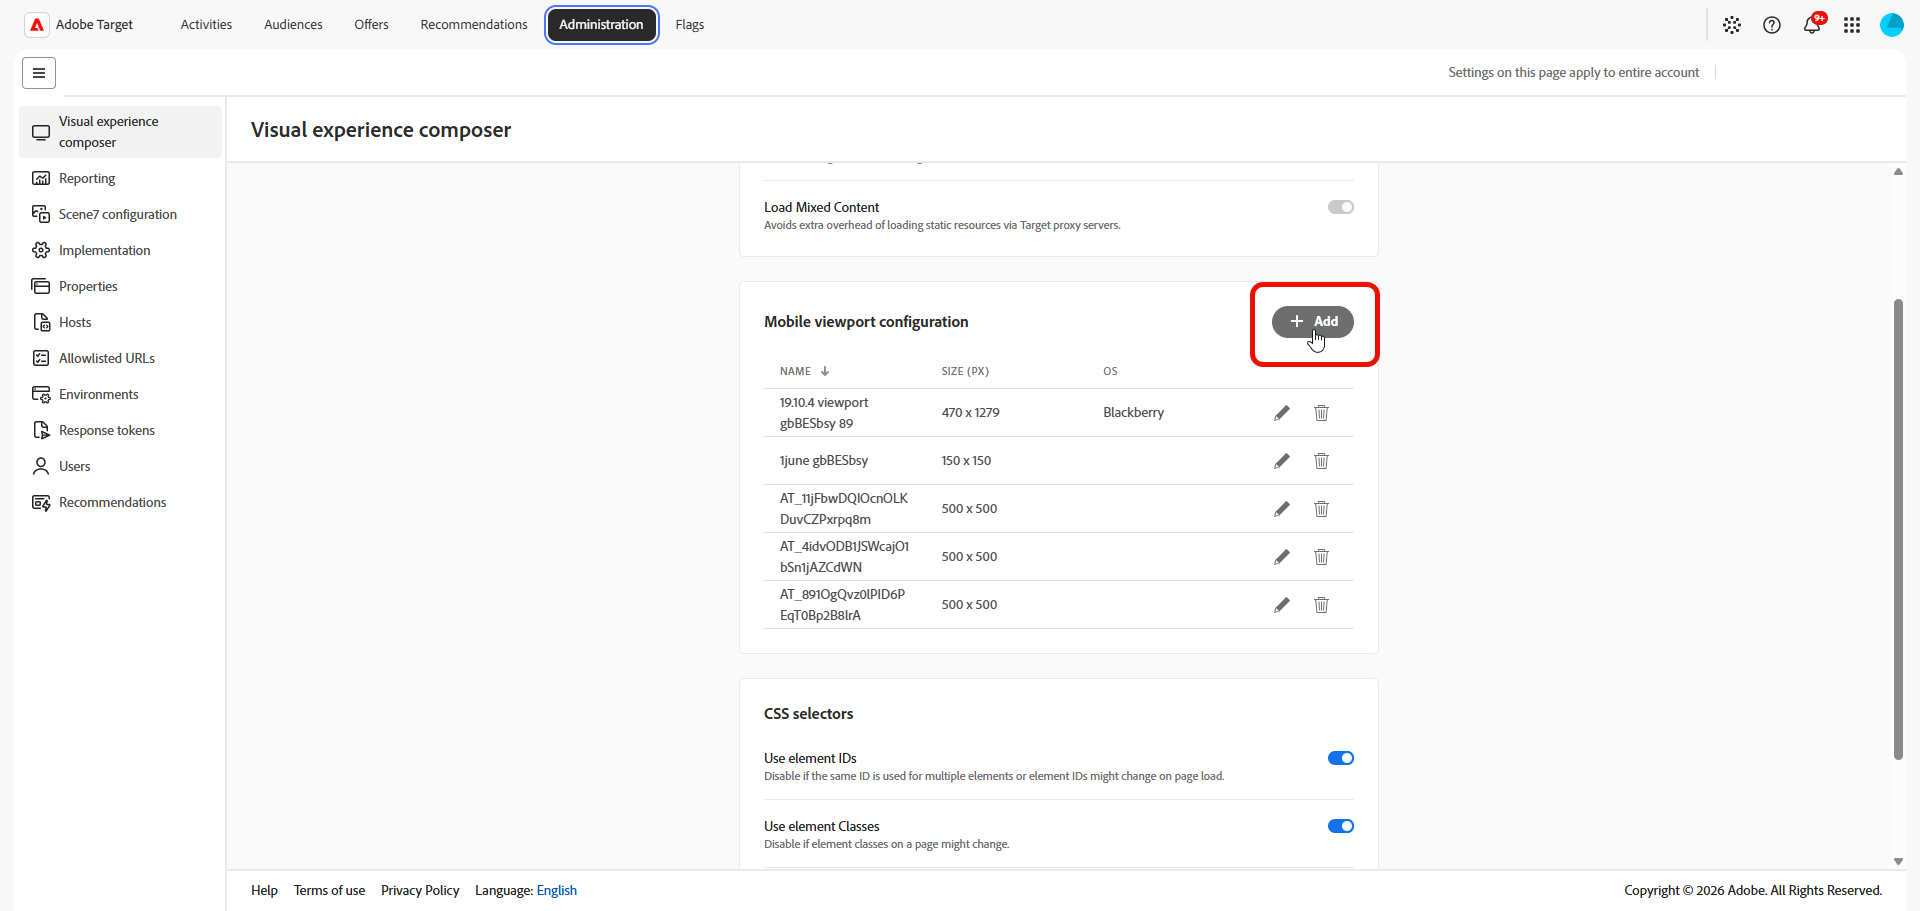 Adobe Target
Activities
Audiences
Offers
Recommendations
Administration
Flags
9+
Settings on this page apply to entire account
Visual experience
composer
Reporting
Scene7 configuration
Implementation
Properties
Hosts
Allowlisted URLs
Environments
Response tokens
Users
Recommendations
Visual experience composer
Load Mixed Content
Avoids extra overhead of loading static resources via Target proxy servers.
Mobile viewport configuration
Add
NAME SIZE (PX) OS
19.10.4 viewport
gbBESbsy 89
470 x 1279
Blackberry
1june gbBESbsy
150 x 150
AT_11jFbwDQIOcnOLK
DuvCZPxrpq8m
500 x 500
AT_4idvODB1JSWcajO1
bSn1jAZCdWN
500 x 500
AT_891OgQvz0lPID6P
EqT0Bp2B8lrA
500 x 500
CSS selectors
Use element IDs
Disable if the same ID is used for multiple elements or element IDs might change on page load.
Use element Classes
Disable if element classes on a page might change.
Help Terms of use Privacy Policy Language: English
Copyright © 2026 Adobe. All Rights Reserved.